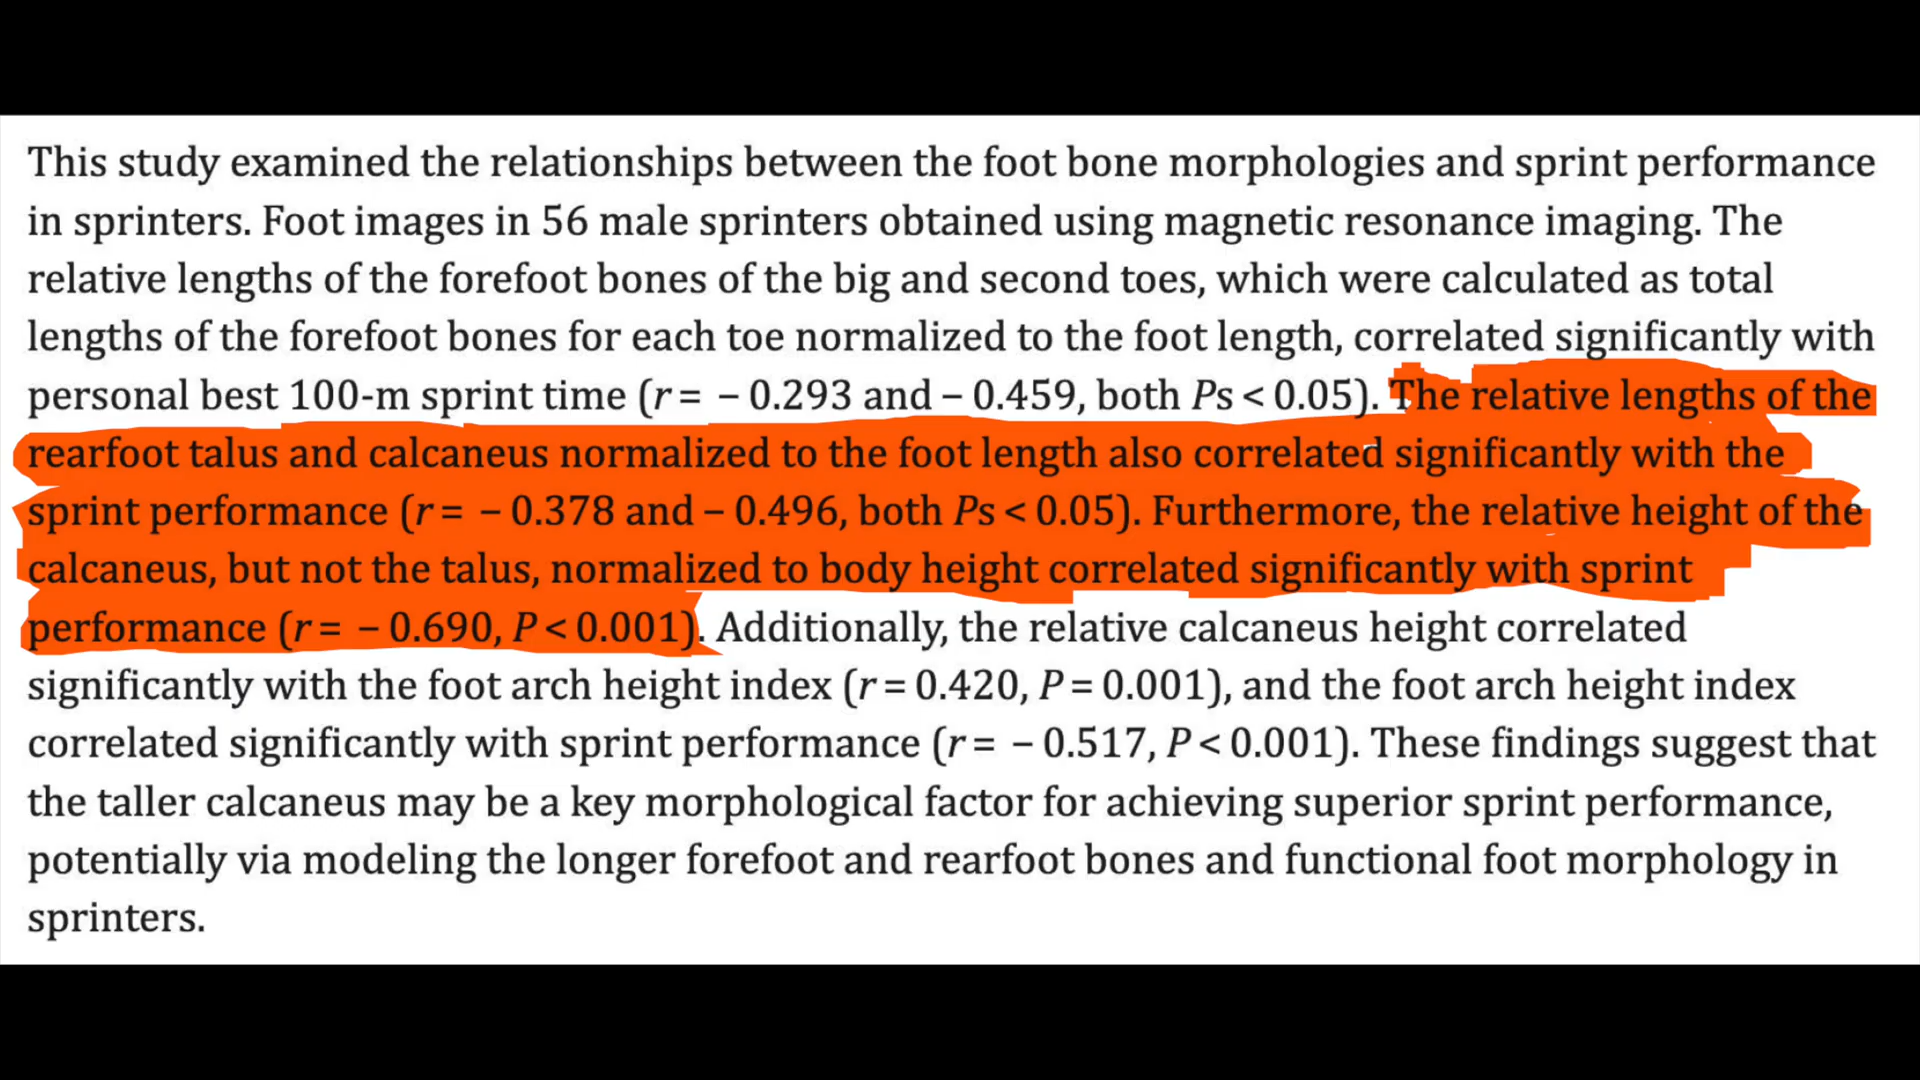 This study examined the relationships between the foot bone morphologies and sprint performance
in sprinters. Foot images in 56 male sprinters obtained using magnetic resonance imaging. The
relative lengths of the forefoot bones of the big and second toes, which were calculated as total
lengths of the forefoot bones for each toe normalized to the foot length, correlated significantly with
personal best 100-m sprint time (r = − 0.293 and − 0.459, both Ps < 0.05). The relative lengths of the
rearfoot talus and calcaneus normalized to the foot length also correlated significantly with the
sprint performance (r = − 0.378 and − 0.496, both Ps < 0.05). Furthermore, the relative height of the
calcaneus, but not the talus, normalized to body height correlated significantly with sprint
performance (r = − 0.690, P < 0.001). Additionally, the relative calcaneus height correlated
significantly with the foot arch height index (r = 0.420, P = 0.001), and the foot arch height index
correlated significantly with sprint performance (r = − 0.517, P < 0.001). These findings suggest that
the taller calcaneus may be a key morphological factor for achieving superior sprint performance,
potentially via modeling the longer forefoot and rearfoot bones and functional foot morphology in
sprinters.